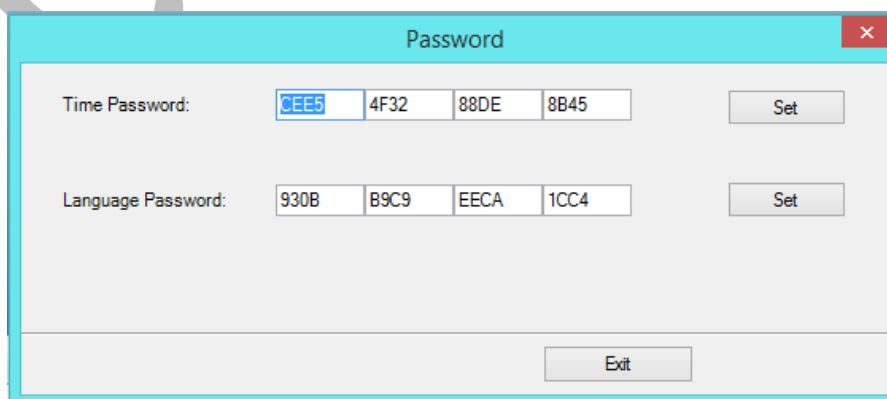 Password
Time Password: CEE5 4F32 88DE 8B45 Set
Language Password: 930B B9C9 EECA 1CC4 Set
Exit